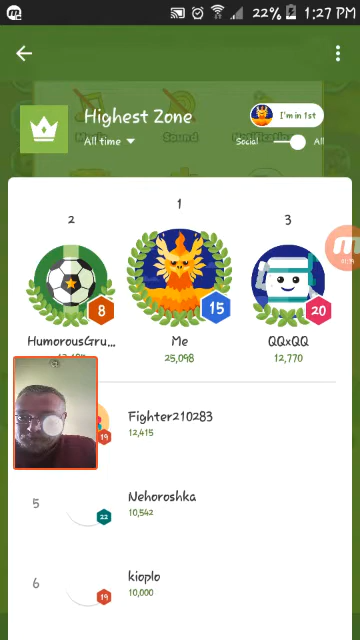 22% 1:27 PM
Highest Zone
I'm in 1st
All time
Social All
1
2
3
8
15
20
HumorousGru...
Me
QQxQQ
25,098
12,770
Fighter210283
12,415
19
5
Nehoroshka
10,542
22
6
kioplo
10,000
19